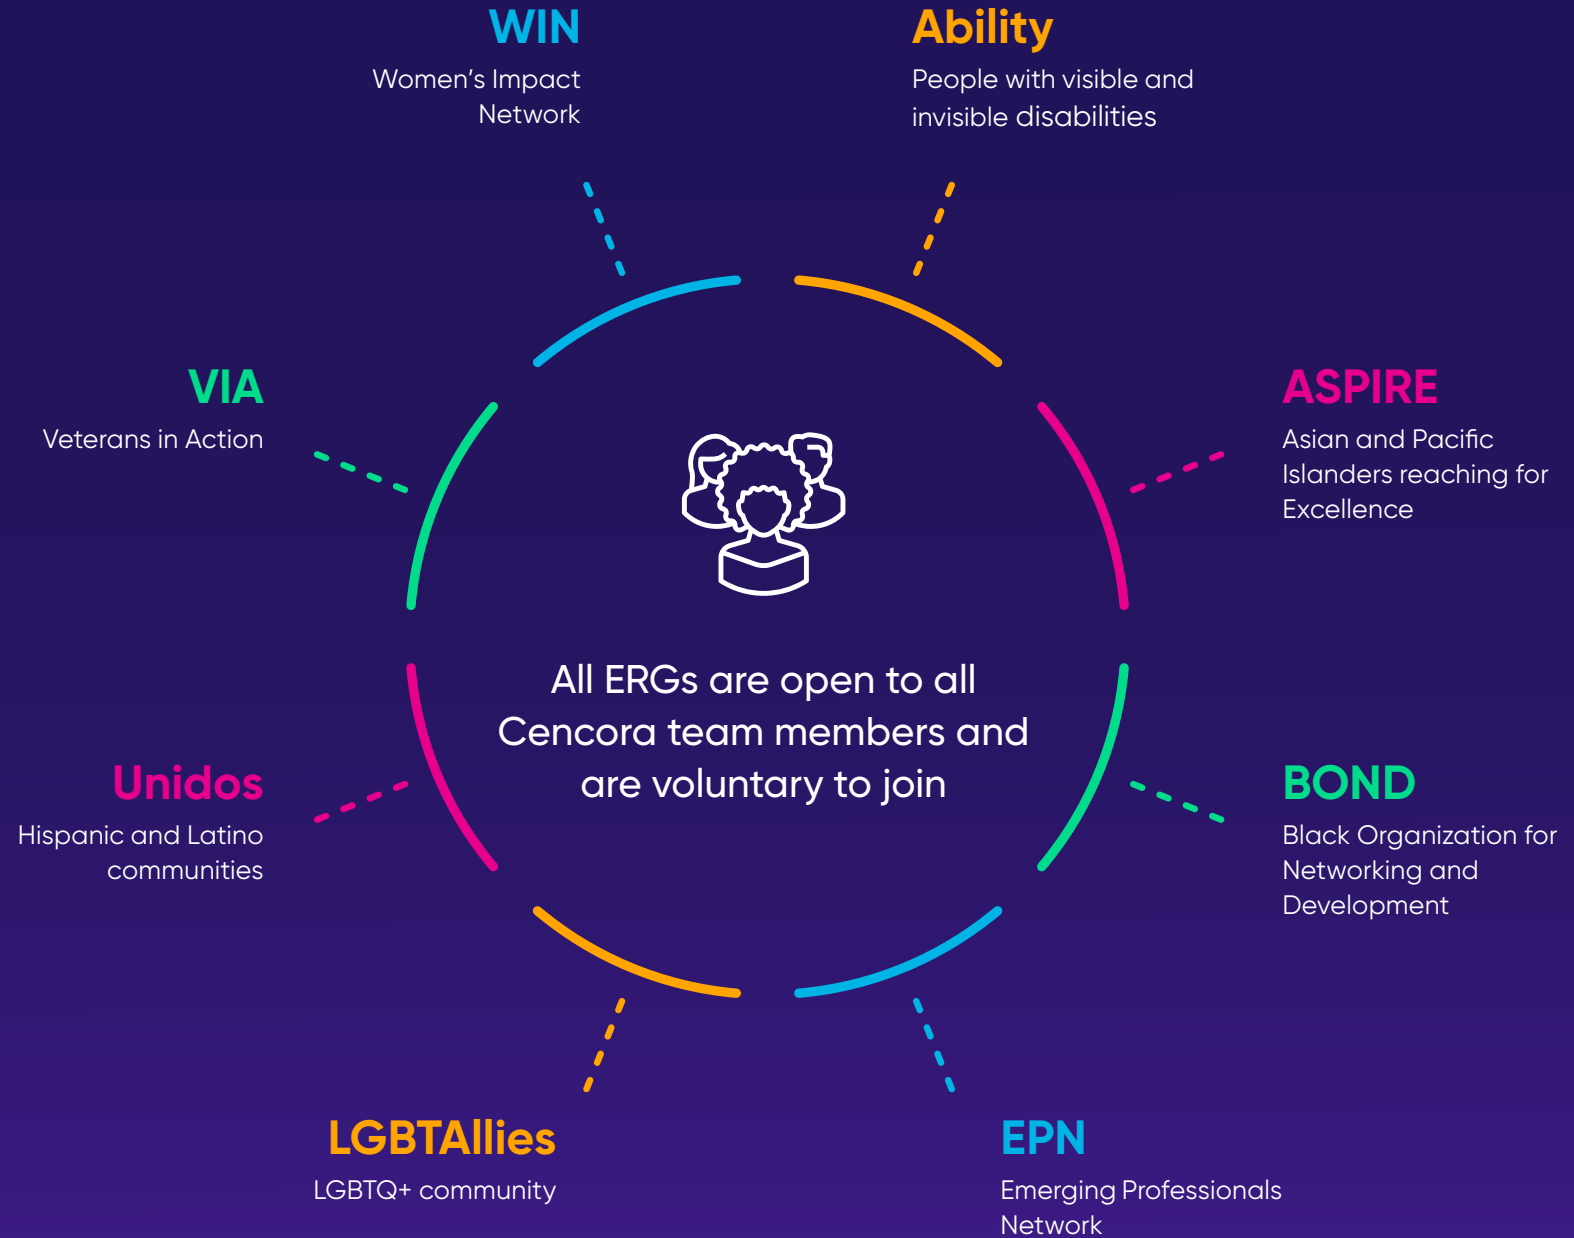 WIN
Women's Impact
Network
Ability
People with visible and
invisible disabilities
VIA
Veterans in Action
ASPIRE
Asian and Pacific
Islanders reaching for
Excellence
All ERGs are open to all
Cencora team members and
are voluntary to join
Unidos
Hispanic and Latino
communities
BOND
Black Organization for
Networking and
Development
LGBTAllies
LGBTQ+ community
EPN
Emerging Professionals
Network